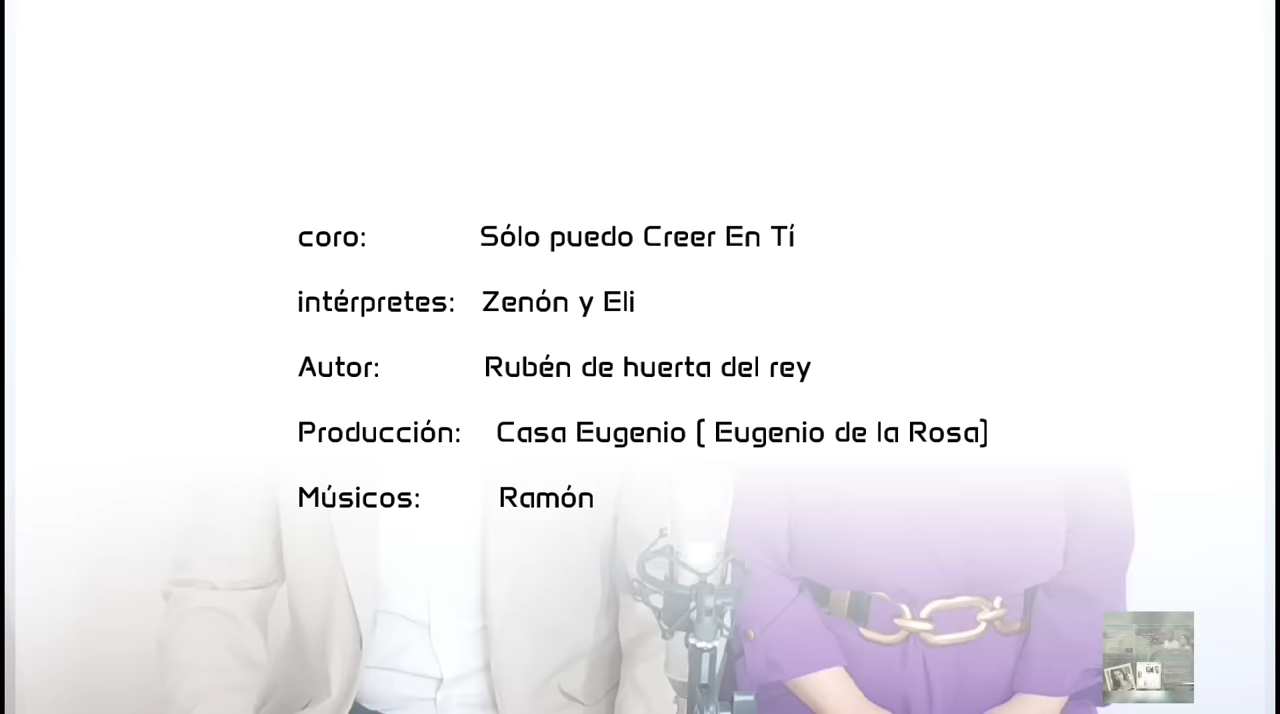 coro: Sólo puedo Creer En Tí
intérpretes: Zenón y Eli
Autor: Rubén de huerta del rey
Producción: Casa Eugenio ( Eugenio de la Rosa)
Músicos: Ramón